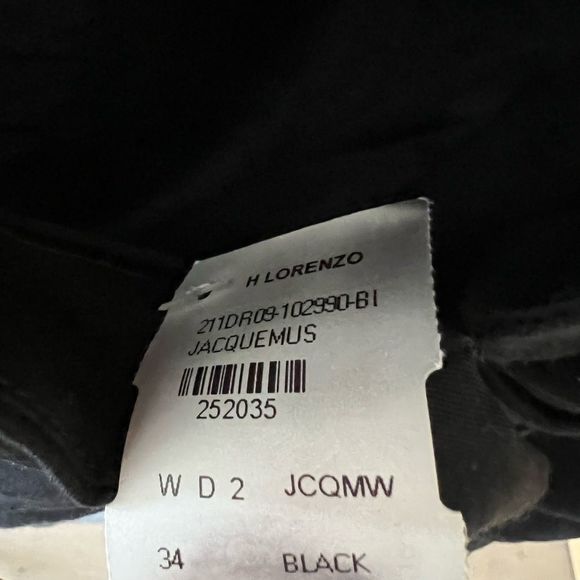 H LORENZO
211DR09-102990-BI
JACQUEMUS
252035
W D 2 JCQMW
34 BLACK